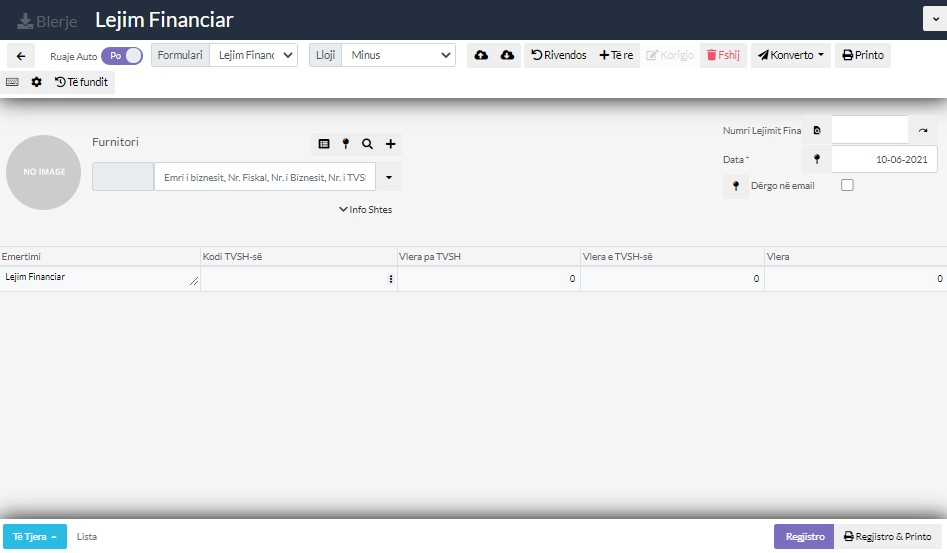 Blerje Lejim Financiar
Ruaje Auto Po Formulari Lejim Financ Lloji Minus Rivendos Të re Korigjo Fshij Konverto Printo
Të fundit
Furnitori
NO IMAGE
Emri i biznesit, Nr. Fiskal, Nr. i Biznesit, Nr. i TVSH
Info Shtes
Numri Lejimit Fina
Data * 10-06-2021
Dërgo në email
Emertimi Kodi TVSH-së Vlera pa TVSH Vlera e TVSH-së Vlera
Lejim Financiar 0 0 0
Të Tjera Lista Regjistro Regjistro & Printo